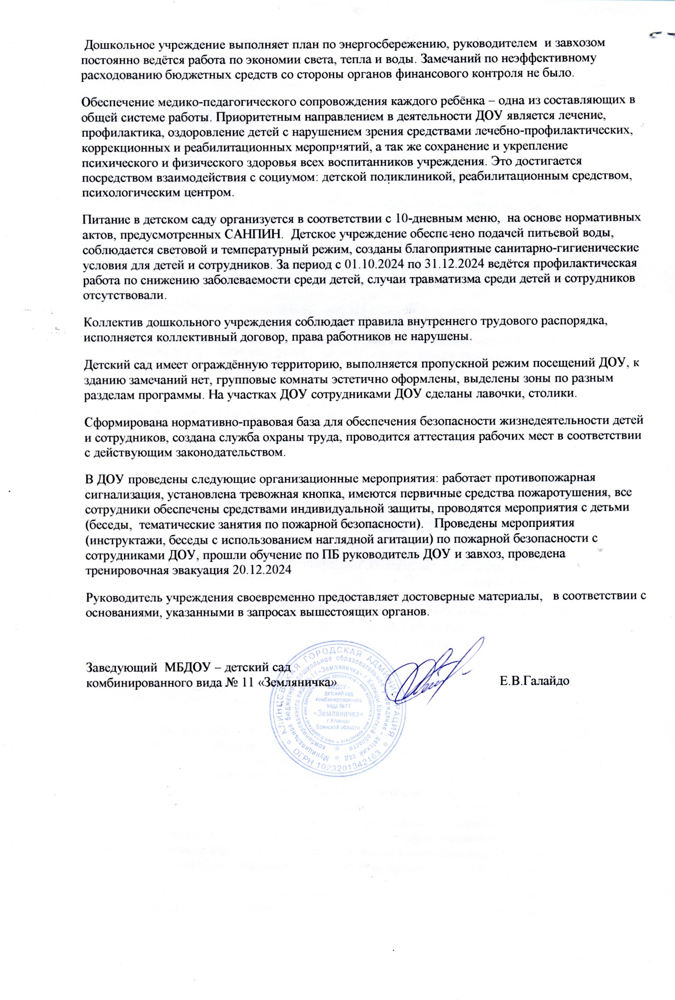 Дошкольное учреждение выполняет план по энергосбережению, руководителем и завхозом
постоянно ведётся работа по экономии света, тепла и воды. Замечаний по неэффективному
расходованию бюджетных средств со стороны органов финансового контроля не было.
Обеспечение медико-педагогического сопровождения каждого ребёнка – одна из составляющих в
общей системе работы. Приоритетным направлением в деятельности ДОУ является лечение,
профилактика, оздоровление детей с нарушением зрения средствами лечебно-профилактических,
коррекционных и реабилитационных мероприятий, а так же сохранение и укрепление
психического и физического здоровья всех воспитанников учреждения. Это достигается
посредством взаимодействия с социумом: детской поликлиникой, реабилитационным средством,
психологическим центром.
Питание в детском саду организуется в соответствии с 10-дневным меню, на основе нормативных
актов, предусмотренных САНПИН. Детское учреждение обеспечено подачей питьевой воды,
соблюдается световой и температурный режим, созданы благоприятные санитарно-гигиенические
условия для детей и сотрудников. За период с 01.10.2024 по 31.12.2024 ведётся профилактическая
работа по снижению заболеваемости среди детей, случаи травматизма среди детей и сотрудников
отсутствовали.
Коллектив дошкольного учреждения соблюдает правила внутреннего трудового распорядка,
исполняется коллективный договор, права работников не нарушены.
Детский сад имеет ограждённую территорию, выполняется пропускной режим посещений ДОУ, к
зданию замечаний нет, групповые комнаты эстетично оформлены, выделены зоны по разным
разделам программы. На участках ДОУ сотрудниками ДОУ сделаны лавочки, столики.
Сформирована нормативно-правовая база для обеспечения безопасности жизнедеятельности детей
и сотрудников, создана служба охраны труда, проводится аттестация рабочих мест в соответствии
с действующим законодательством.
В ДОУ проведены следующие организационные мероприятия: работает противопожарная
сигнализация, установлена тревожная кнопка, имеются первичные средства пожаротушения, все
сотрудники обеспечены средствами индивидуальной защиты, проводятся мероприятия с детьми
(беседы, тематические занятия по пожарной безопасности). Проведены мероприятия
(инструктажи, беседы с использованием наглядной агитации) по пожарной безопасности с
сотрудниками ДОУ, прошли обучение по ПБ руководитель ДОУ и завхоз, проведена
тренировочная эвакуация 20.12.2024
Руководитель учреждения своевременно предоставляет достоверные материалы, в соответствии с
основаниями, указанными в запросах вышестоящих органов.
Заведующий МБДОУ – детский сад
комбинированного вида № 11 «Земляничка»
Е.В.Галайдо
КЛИНЦОВСКАЯ ГОРОДСКАЯ АДМИНИСТРАЦИЯ
ОГРН 1023201342163
Муниципальное бюджетное дошкольное образовательное учреждение - детский сад
комбинированного вида №11 «Земляничка» г.Клинцы Брянской области
ИНН 3203007416
МБДОУ –
детский сад
комбинированного
вида №11
«Земляничка»
г.Клинцы
Брянской области